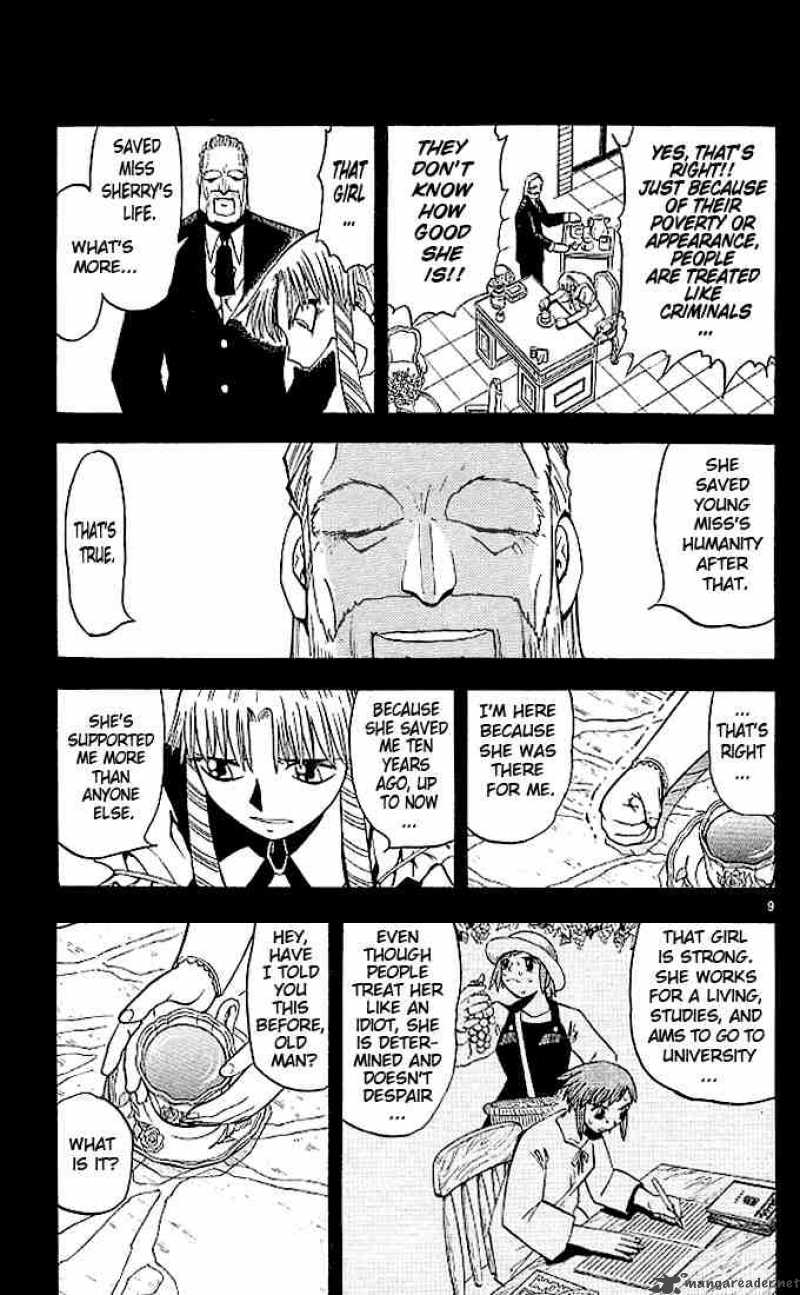 YES, THAT'S
RIGHT!!
JUST BECAUSE
OF THEIR
POVERTY OR
APPEARANCE,
PEOPLE
ARE TREATED
LIKE
CRIMINALS
...
THEY
DON'T
KNOW
HOW
GOOD
SHE
IS!!
THAT
GIRL
...
SAVED
MISS
SHERRY'S
LIFE.
WHAT'S
MORE...
SHE
SAVED
YOUNG
MISS'S
HUMANITY
AFTER
THAT.
THAT'S
TRUE.
...
THAT'S
RIGHT
...
I'M HERE
BECAUSE
SHE WAS
THERE
FOR ME.
BECAUSE
SHE SAVED
ME TEN
YEARS
AGO, UP
TO NOW
...
SHE'S
SUPPORTED
ME MORE
THAN
ANYONE
ELSE.
9
THAT GIRL
IS STRONG.
SHE WORKS
FOR A LIVING,
STUDIES, AND
AIMS TO GO TO
UNIVERSITY
...
EVEN
THOUGH
PEOPLE
TREAT HER
LIKE AN
IDIOT, SHE
IS DETER-
MINED AND
DOESN'T
DESPAIR
...
HEY,
HAVE I
TOLD
YOU
THIS
BEFORE,
OLD
MAN?
WHAT
IS IT?
mangareader.net